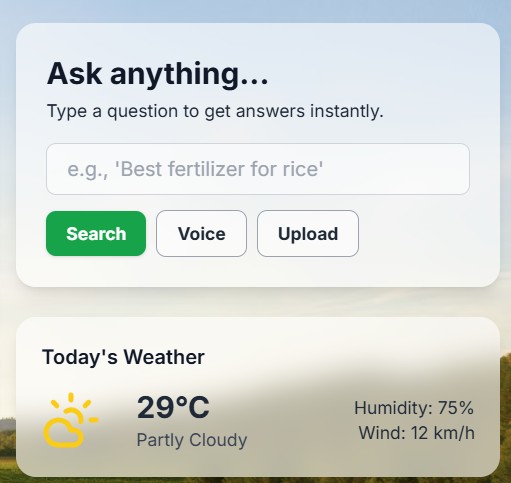 Ask anything...
Type a question to get answers instantly.
e.g., 'Best fertilizer for rice'
Search Voice Upload
Today's Weather
29°C
Partly Cloudy
Humidity: 75%
Wind: 12 km/h